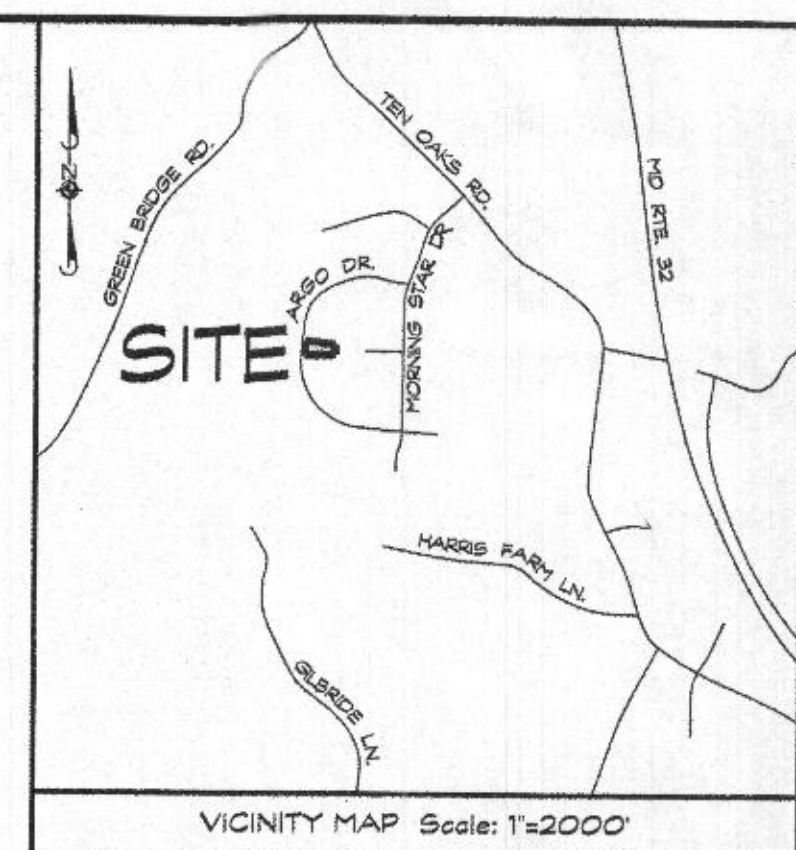 TEN OAKS RD.
GREEN BRIDGE RD.
MD RTE. 32
N
MORNING STAR DR
ARGO DR.
SITE
HARRIS FARM LN.
GILBRIDE LN.
VICINITY MAP Scale: 1"=2000'